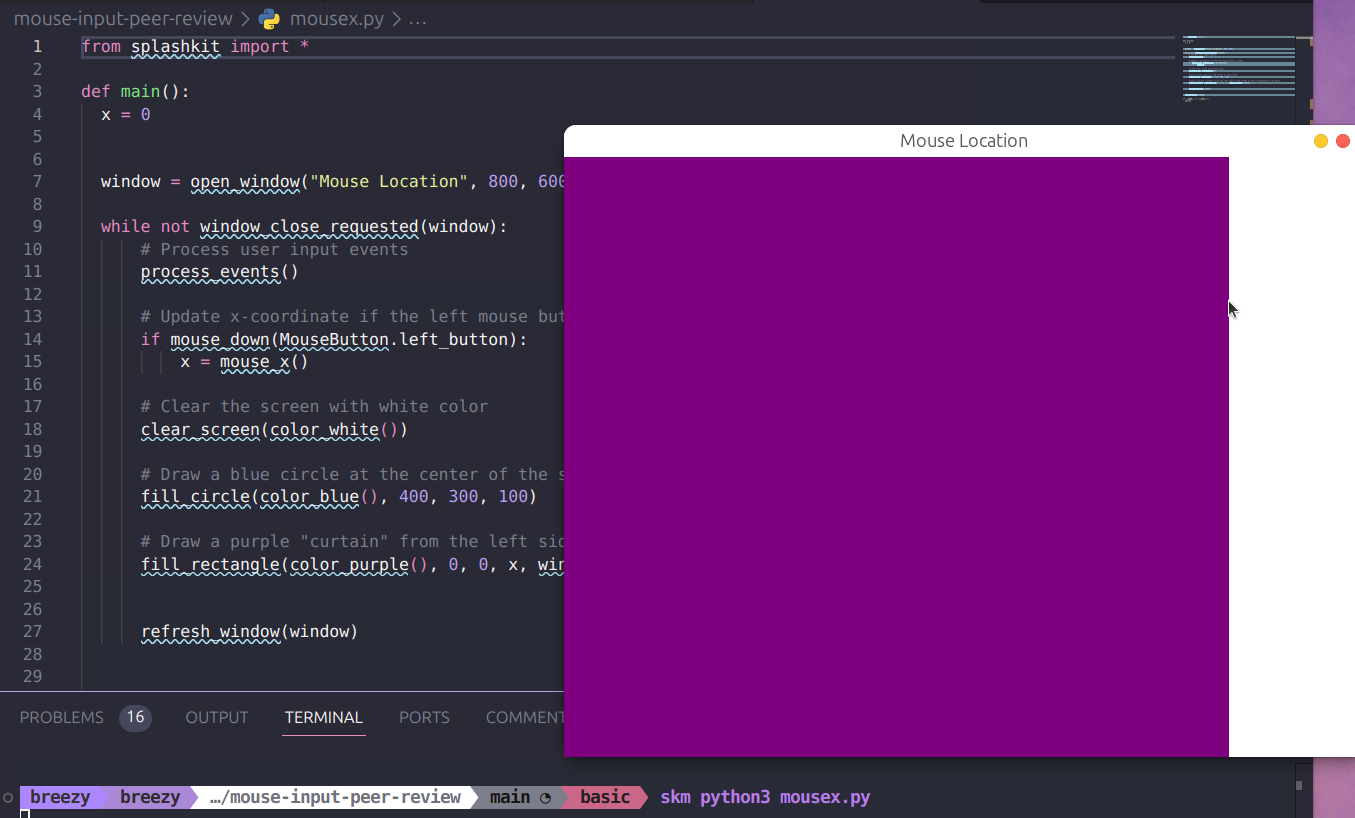 mouse-input-peer-review > mousex.py > ...
1 from splashkit import *
2
3 def main():
4 x = 0
5
6
7 window = open_window("Mouse Location", 800, 600
8
9 while not window_close_requested(window):
10 # Process user input events
11 process_events()
12
13 # Update x-coordinate if the left mouse but
14 if mouse_down(MouseButton.left_button):
15 x = mouse_x()
16
17 # Clear the screen with white color
18 clear_screen(color_white())
19
20 # Draw a blue circle at the center of the s
21 fill_circle(color_blue(), 400, 300, 100)
22
23 # Draw a purple "curtain" from the left sid
24 fill_rectangle(color_purple(), 0, 0, x, win
25
26
27 refresh_window(window)
28
29
Mouse Location
PROBLEMS 16 OUTPUT TERMINAL PORTS COMMENT
breezy breezy …/mouse-input-peer-review main basic skm python3 mousex.py